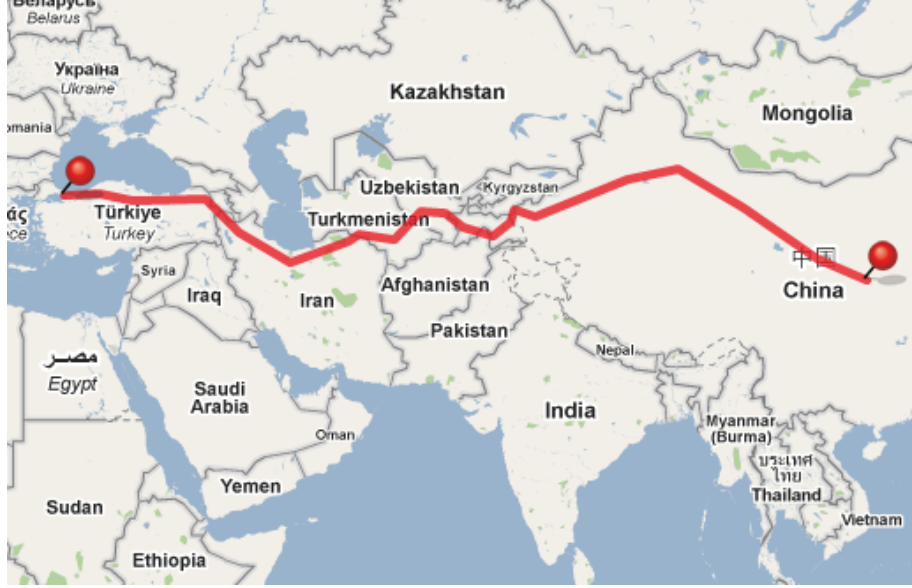 Беларусь
Belarus
Україна
Ukraine
omania
Kazakhstan
Mongolia
Uzbekistan
Kyrgyzstan
Türkiye
Turkey
άς
ce
Turkmenistan
Syria
Iraq
Iran
Afghanistan
中国
China
Pakistan
Nepal
مصر
Egypt
Saudi
Arabia
India
Oman
Myanmar
(Burma)
ประเทศ
ไทย
Thailand
Yemen
Sudan
Vietnam
Ethiopia